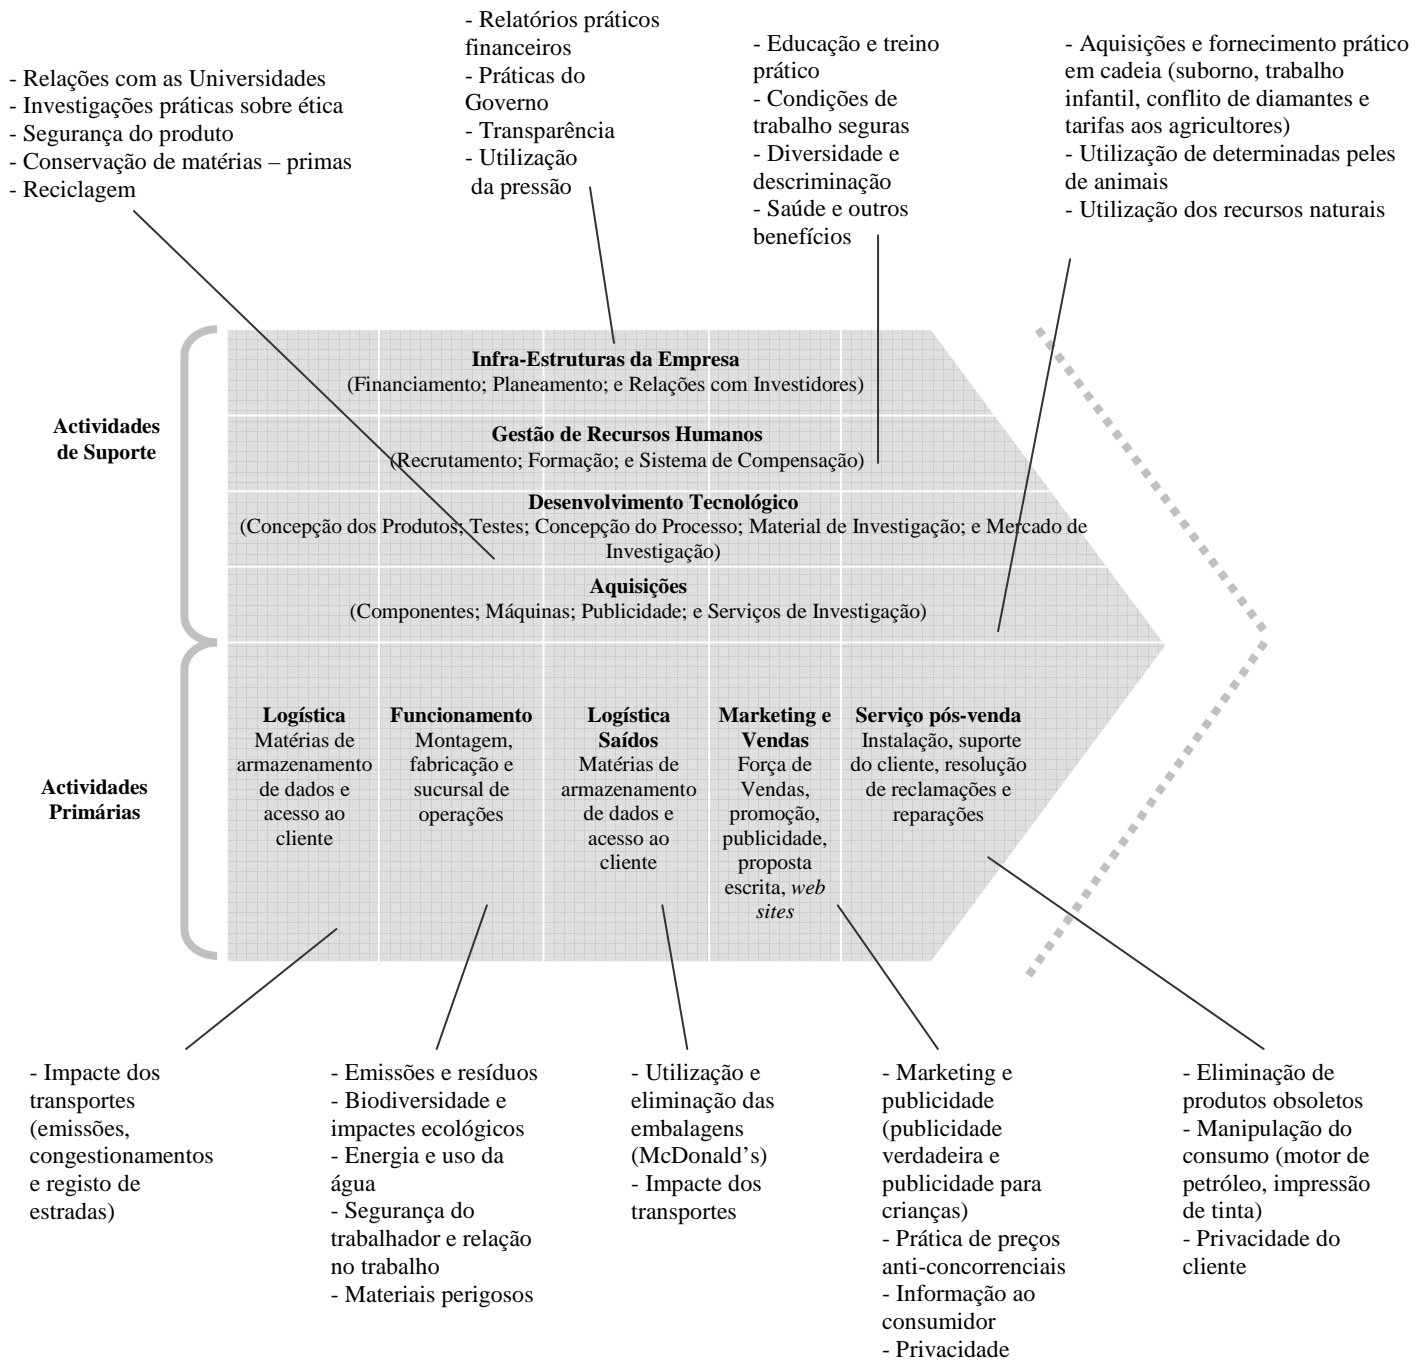 - Relações com as Universidades
- Investigações práticas sobre ética
- Segurança do produto
- Conservação de matérias – primas
- Reciclagem
- Relatórios práticos
financeiros
- Práticas do
Governo
- Transparência
- Utilização
da pressão
- Educação e treino
prático
- Condições de
trabalho seguras
- Diversidade e
descriminação
- Saúde e outros
benefícios
- Aquisições e fornecimento prático
em cadeia (suborno, trabalho
infantil, conflito de diamantes e
tarifas aos agricultores)
- Utilização de determinadas peles
de animais
- Utilização dos recursos naturais
Actividades
de Suporte
Infra-Estruturas da Empresa
(Financiamento; Planeamento; e Relações com Investidores)
Gestão de Recursos Humanos
(Recrutamento; Formação; e Sistema de Compensação)
Desenvolvimento Tecnológico
(Concepção dos Produtos; Testes; Concepção do Processo; Material de Investigação; e Mercado de
Investigação)
Aquisições
(Componentes; Máquinas; Publicidade; e Serviços de Investigação)
Actividades
Primárias
Logística
Matérias de
armazenamento
de dados e
acesso ao
cliente
Funcionamento
Montagem,
fabricação e
sucursal de
operações
Logística
Saídos
Matérias de
armazenamento
de dados e
acesso ao
cliente
Marketing e
Vendas
Força de
Vendas,
promoção,
publicidade,
proposta
escrita, web
sites
Serviço pós-venda
Instalação, suporte
do cliente, resolução
de reclamações e
reparações
- Impacte dos
transportes
(emissões,
congestionamentos
e registo de
estradas)
- Emissões e resíduos
- Biodiversidade e
impactes ecológicos
- Energia e uso da
água
- Segurança do
trabalhador e relação
no trabalho
- Materiais perigosos
- Utilização e
eliminação das
embalagens
(McDonald's)
- Impacte dos
transportes
- Marketing e
publicidade
(publicidade
verdadeira e
publicidade para
crianças)
- Prática de preços
anti-concorrenciais
- Informação ao
consumidor
- Privacidade
- Eliminação de
produtos obsoletos
- Manipulação do
consumo (motor de
petróleo, impressão
de tinta)
- Privacidade do
cliente